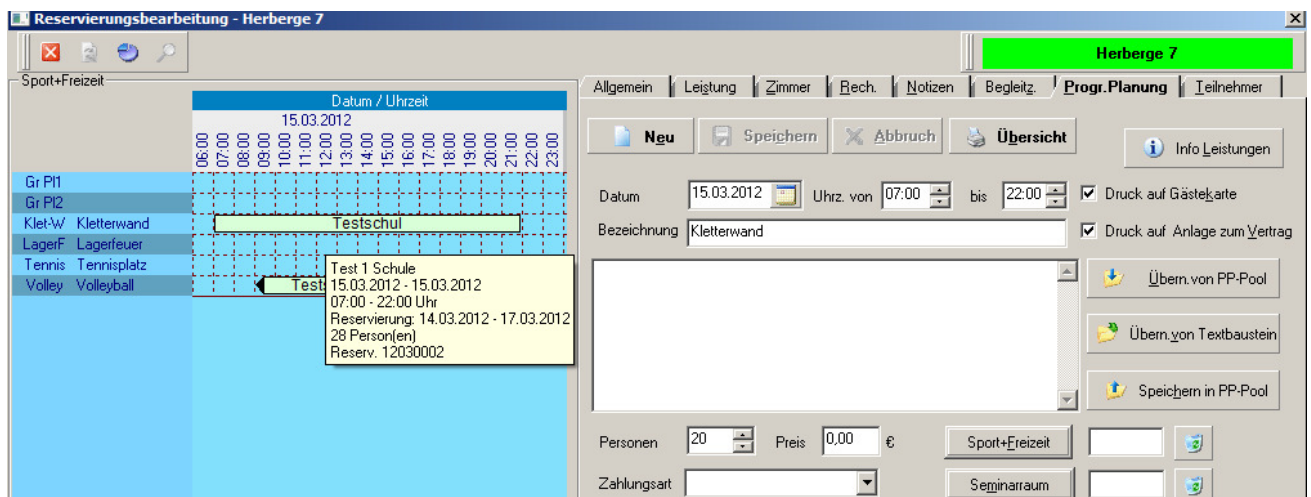 Reservierungsbearbeitung - Herberge 7
Herberge 7
Sport+Freizeit
Datum / Uhrzeit
15.03.2012
06:00 07:00 08:00 09:00 10:00 11:00 12:00 13:00 14:00 15:00 16:00 17:00 18:00 19:00 20:00 21:00 22:00 23:00
Gr Pl1
Gr Pl2
Klet-W Kletterwand Testschul
LagerF Lagerfeuer
Tennis Tennisplatz
Volley Volleyball Test
Test 1 Schule
15.03.2012 - 15.03.2012
07:00 - 22:00 Uhr
Reservierung: 14.03.2012 - 17.03.2012
28 Person(en)
Reserv. 12030002
Allgemein Leistung Zimmer Rech. Notizen Begleitz. Progr.Planung Teilnehmer
Neu Speichern Abbruch Übersicht
Info Leistungen
Datum 15.03.2012 Uhrz. von 07:00 bis 22:00 Druck auf Gästekarte
Bezeichnung Kletterwand Druck auf Anlage zum Vertrag
Übern.von PP-Pool
Übern.von Textbaustein
Speichern in PP-Pool
Personen 20 Preis 0,00 € Sport+Freizeit
Zahlungsart Seminarraum